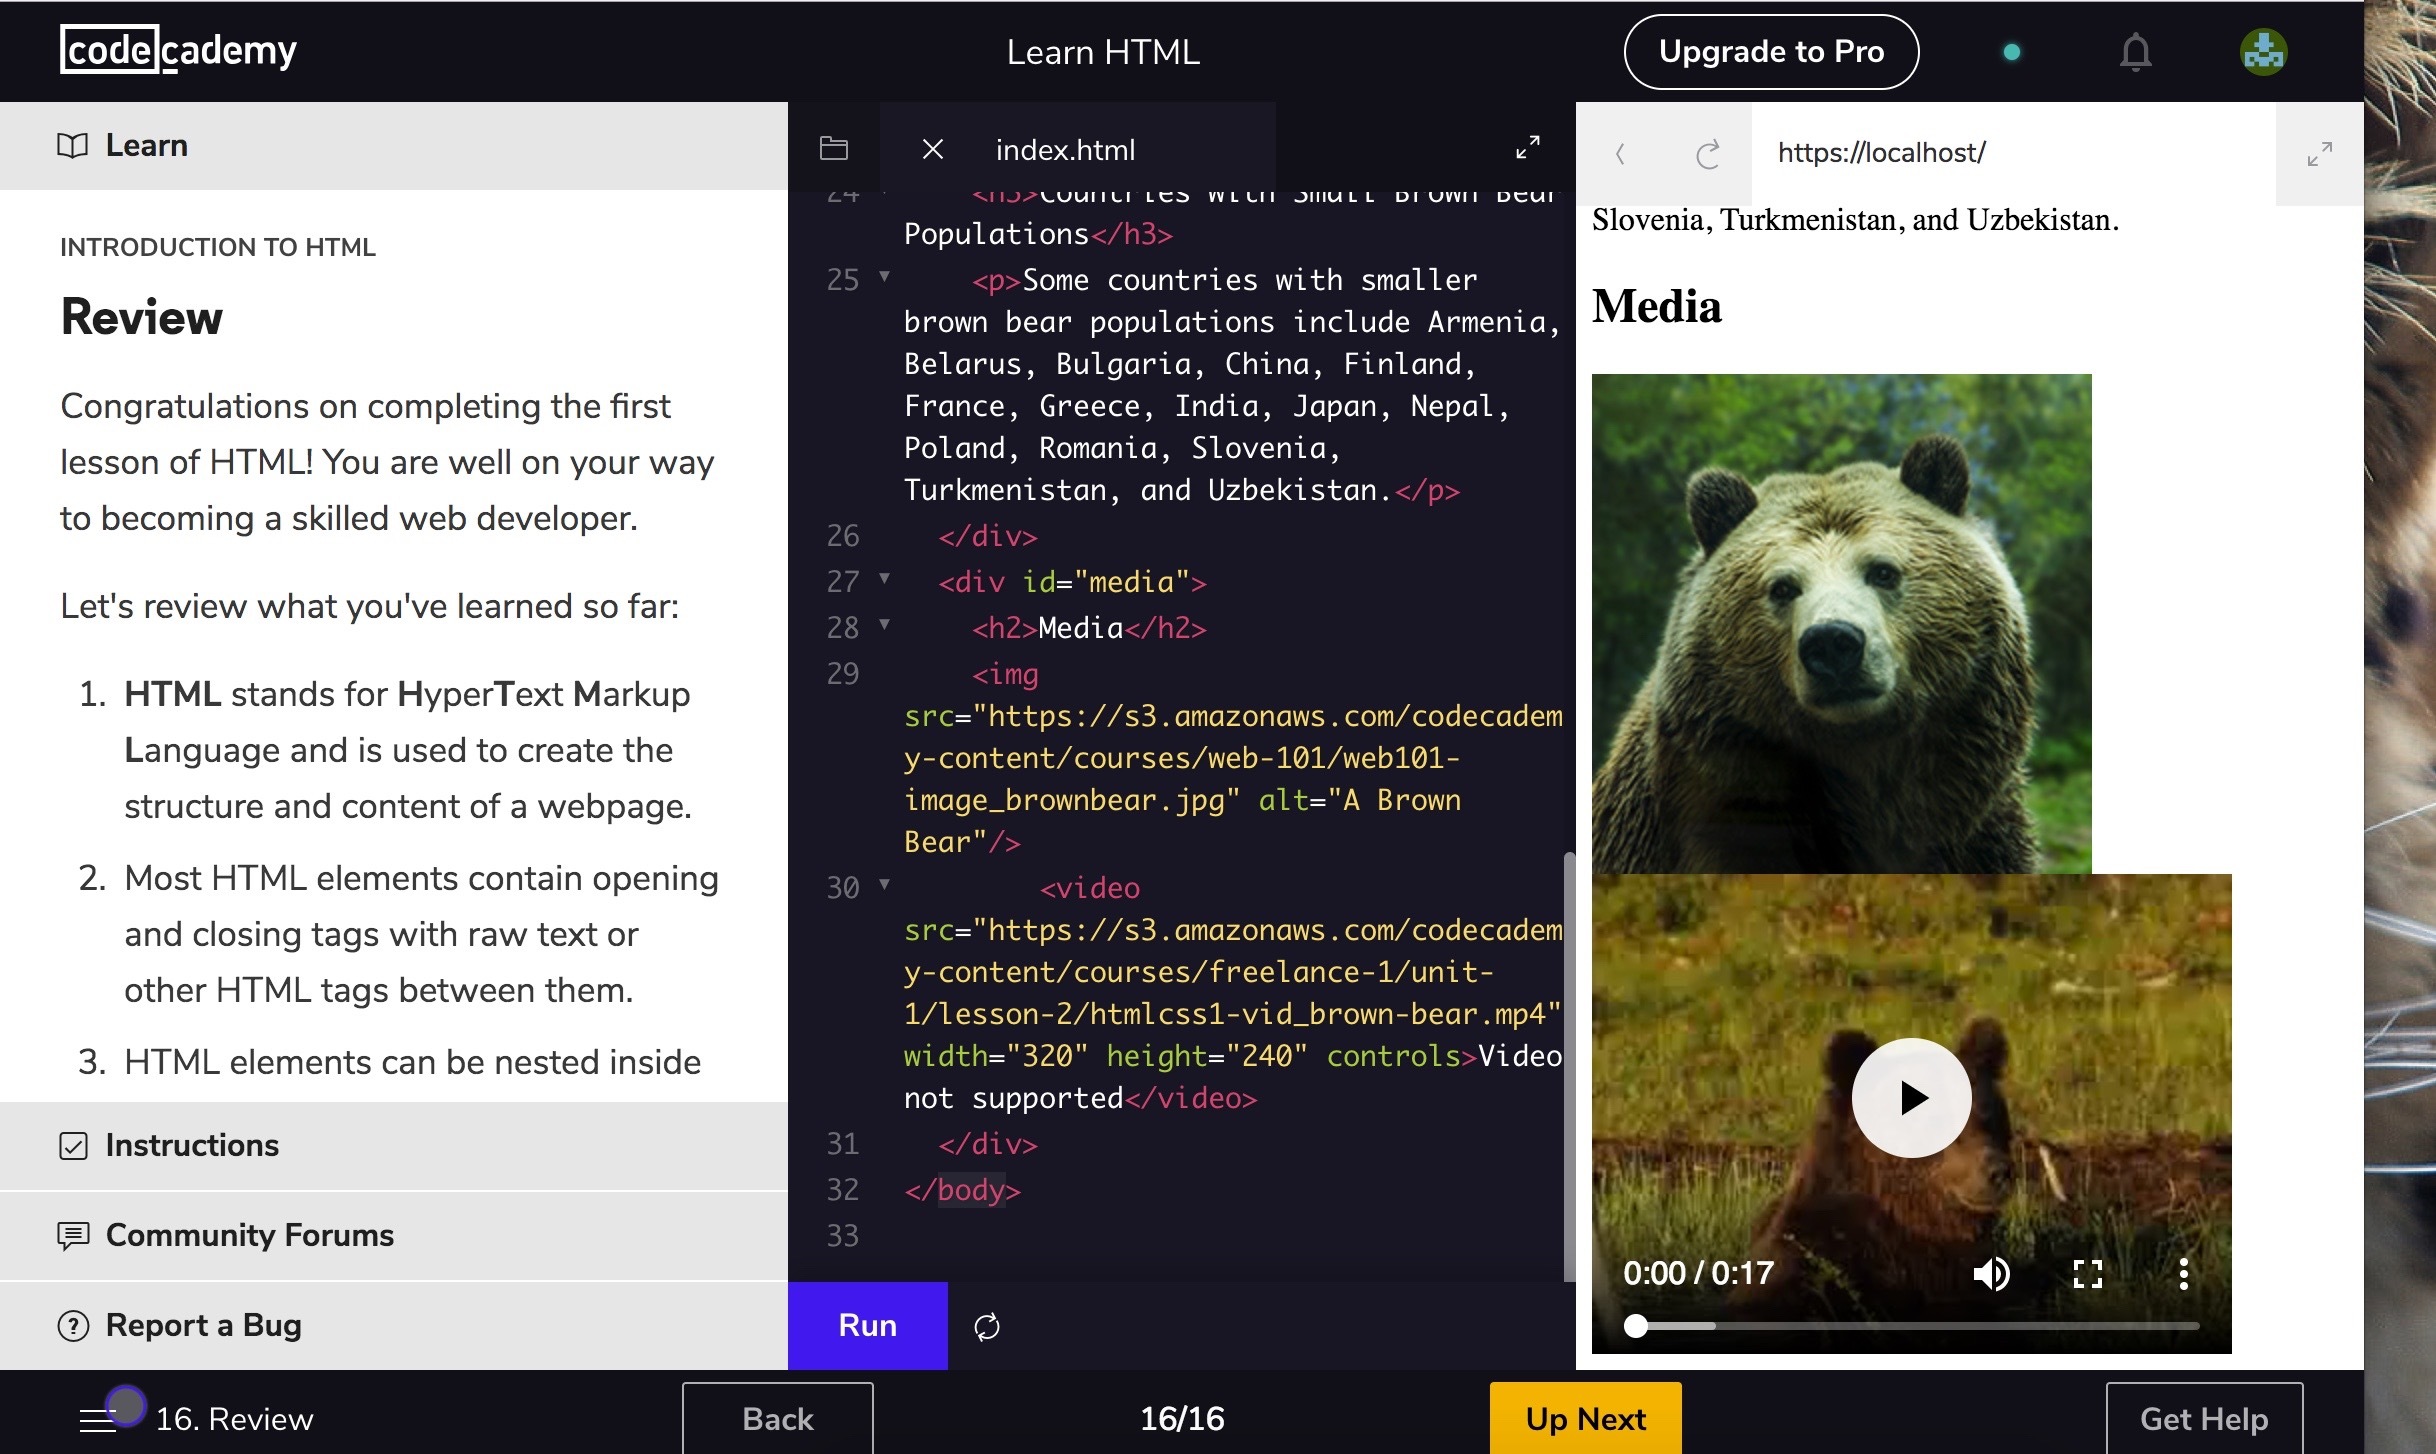 codecademy
Learn HTML
Upgrade to Pro
Learn
INTRODUCTION TO HTML
Review
Congratulations on completing the first
lesson of HTML! You are well on your way
to becoming a skilled web developer.
Let's review what you've learned so far:
1. HTML stands for HyperText Markup
Language and is used to create the
structure and content of a webpage.
2. Most HTML elements contain opening
and closing tags with raw text or
other HTML tags between them.
3. HTML elements can be nested inside
Instructions
Community Forums
? Report a Bug
index.html
24 <h3>Countries with Small Brown Bear
Populations</h3>
25 <p>Some countries with smaller
brown bear populations include Armenia,
Belarus, Bulgaria, China, Finland,
France, Greece, India, Japan, Nepal,
Poland, Romania, Slovenia,
Turkmenistan, and Uzbekistan.</p>
26 </div>
27 <div id="media">
28 <h2>Media</h2>
29 <img
src="https://s3.amazonaws.com/codecadem
y-content/courses/web-101/web101-
image_brownbear.jpg" alt="A Brown
Bear"/>
30 <video
src="https://s3.amazonaws.com/codecadem
y-content/courses/freelance-1/unit-
1/lesson-2/htmlcss1-vid_brown-bear.mp4"
width="320" height="240" controls>Video
not supported</video>
31 </div>
32 </body>
33
Run
https://localhost/
Slovenia, Turkmenistan, and Uzbekistan.
Media
0:00 / 0:17
16. Review
Back
16/16
Up Next
Get Help